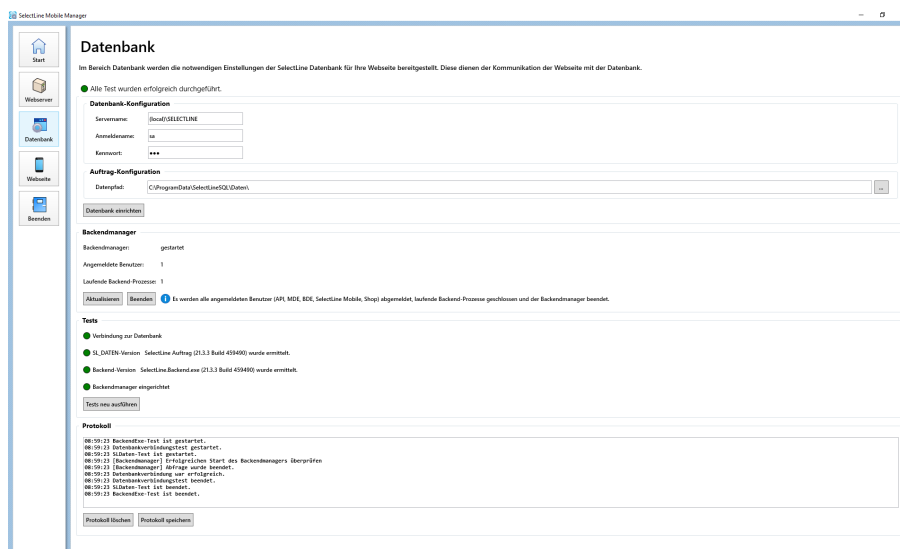 SelectLine Mobile Manager
Start
Webserver
Datenbank
Webseite
Beenden
Datenbank
Im Bereich Datenbank werden die notwendigen Einstellungen der SelectLine Datenbank für Ihre Webseite bereitgestellt. Diese dienen der Kommunikation der Webseite mit der Datenbank.
Alle Test wurden erfolgreich durchgeführt.
Datenbank-Konfiguration
Servername: (local)\SELECTLINE
Anmeldename: sa
Kennwort: •••
Auftrag-Konfiguration
Datenpfad: C:\ProgramData\SelectLineSQL\Daten\ ...
Datenbank einrichten
Backendmanager
Backendmanager: gestartet
Angemeldete Benutzer: 1
Laufende Backend-Prozesse: 1
Aktualisieren Beenden Es werden alle angemeldeten Benutzer (API, MDE, BDE, SelectLine Mobile, Shop) abgemeldet, laufende Backend-Prozesse geschlossen und der Backendmanager beendet.
Tests
Verbindung zur Datenbank
SL_DATEN-Version SelectLine Auftrag (21.3.3 Build 459490) wurde ermittelt.
Backend-Version SelectLine.Backend.exe (21.3.3 Build 459490) wurde ermittelt.
Backendmanager eingerichtet
Tests neu ausführen
Protokoll
08:59:23 BackendExe-Test ist gestartet.
08:59:23 Datenbankverbindungstest gestartet.
08:59:23 SLDaten-Test ist gestartet.
08:59:23 [Backendmanager] Erfolgreichen Start des Backendmanagers überprüfen
08:59:23 [Backendmanager] Abfrage wurde beendet.
08:59:23 Datenbankverbindung war erfolgreich.
08:59:23 Datenbankverbindungstest beendet.
08:59:23 SLDaten-Test ist beendet.
08:59:23 BackendExe-Test ist beendet.
Protokoll löschen Protokoll speichern